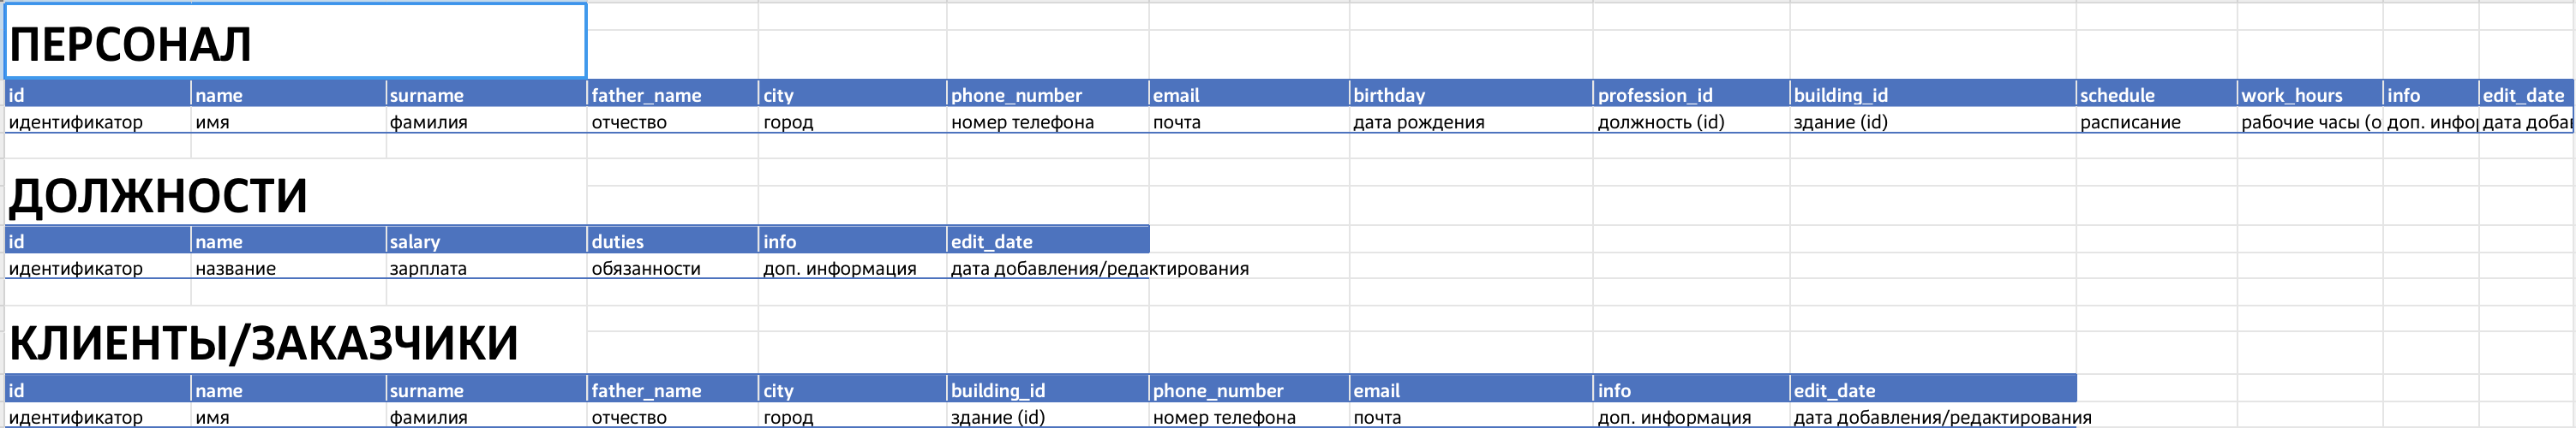 ПЕРСОНАЛ
id name surname father_name city phone_number email birthday profession_id building_id schedule work_hours info edit_date
идентификатор имя фамилия отчество город номер телефона почта дата рождения должность (id) здание (id) расписание рабочие часы (о доп. инфор дата добав
ДОЛЖНОСТИ
id name salary duties info edit_date
идентификатор название зарплата обязанности доп. информация дата добавления/редактирования
КЛИЕНТЫ/ЗАКАЗЧИКИ
id name surname father_name city building_id phone_number email info edit_date
идентификатор имя фамилия отчество город здание (id) номер телефона почта доп. информация дата добавления/редактирования